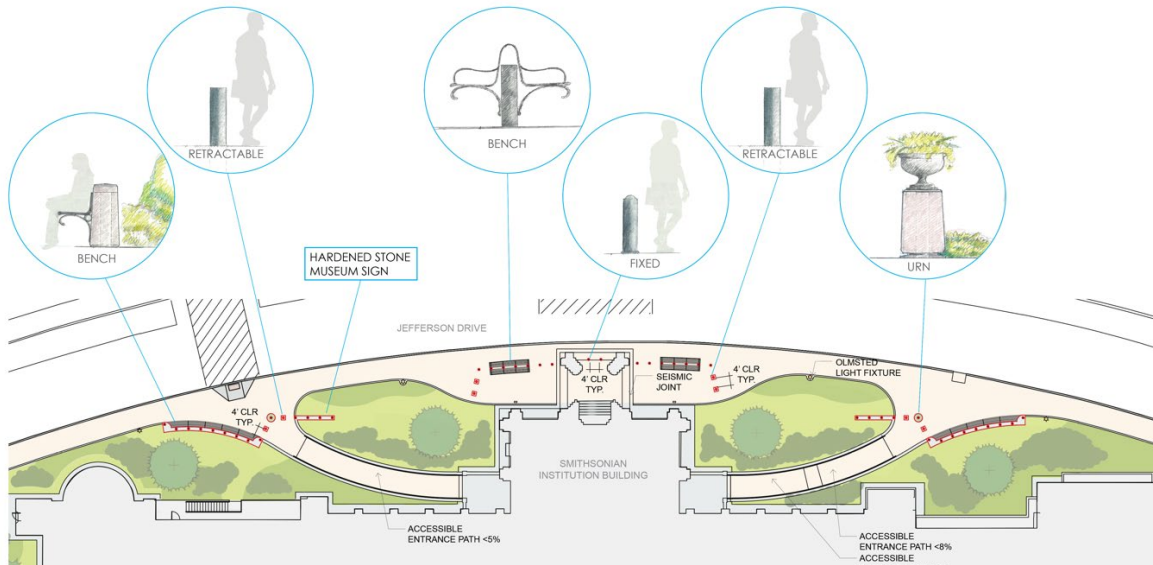 RETRACTABLE
BENCH
RETRACTABLE
BENCH
FIXED
URN
HARDENED STONE
MUSEUM SIGN
JEFFERSON DRIVE
4' CLR
TYP.
4' CLR
TYP.
SEISMIC
JOINT
4' CLR
TYP.
OLMSTED
LIGHT FIXTURE
SMITHSONIAN
INSTITUTION BUILDING
ACCESSIBLE
ENTRANCE PATH <5%
ACCESSIBLE
ENTRANCE PATH <8%
ACCESSIBLE